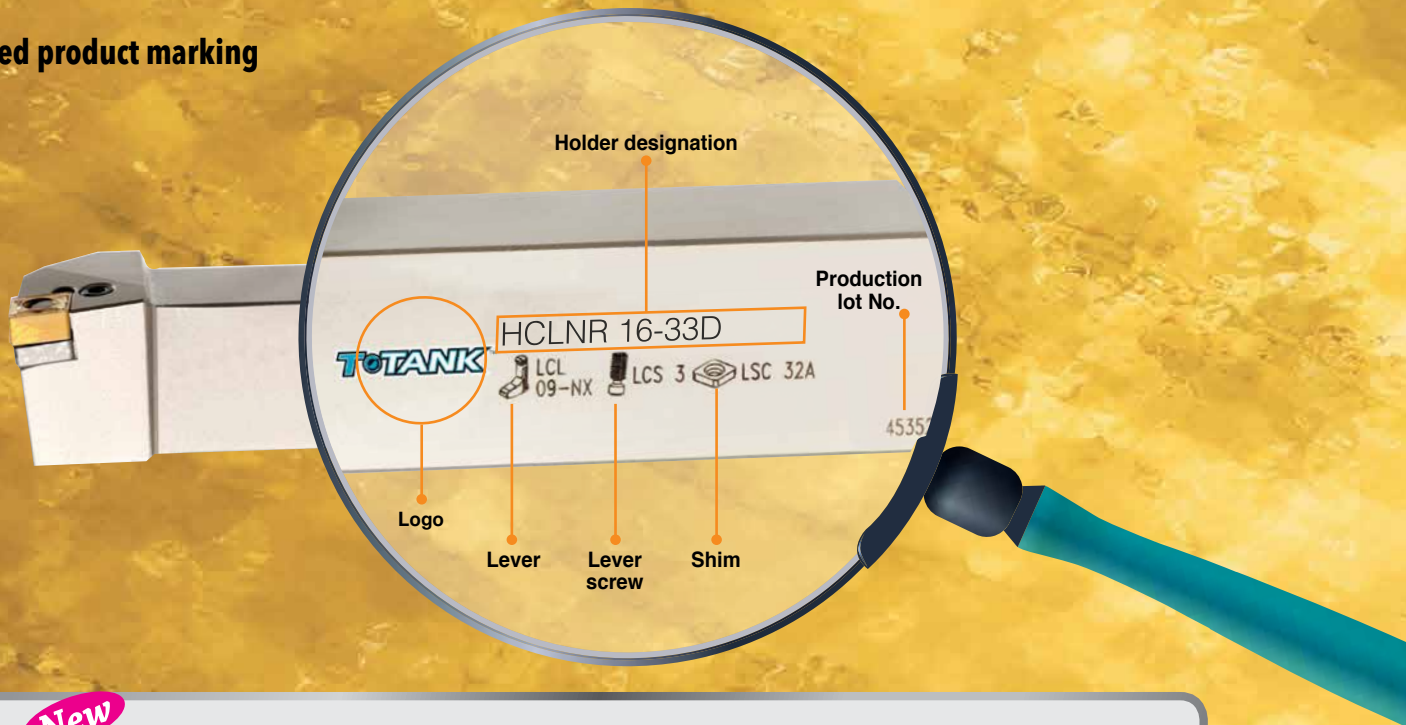 ed product marking
Holder designation
Production
lot No.
HCLNR 16-33D
TOTANK
LCL
09-NX
LCS 3
LSC 32A
4535
Logo
Lever
Lever
screw
Shim
New